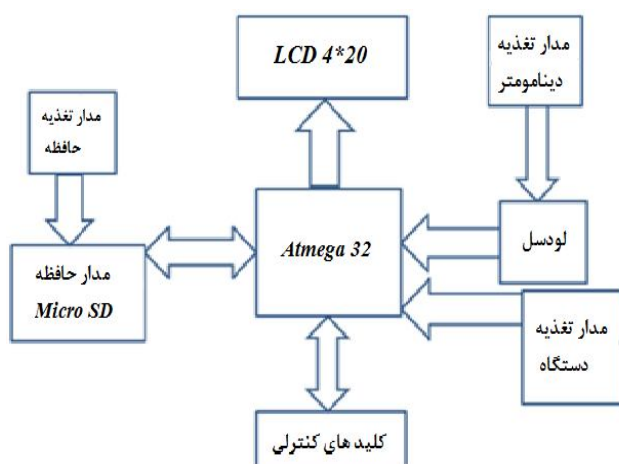 LCD 4*20
مدار تغذیه
دینامومتر
مدار تغذیه
حافظه
Atmega 32
لودسل
مدار حافظه
Micro SD
مدار تغذیه
دستگاه
کلید های کنترلی